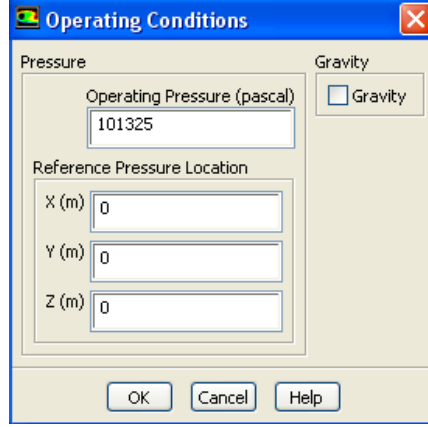 Operating Conditions
Pressure
Operating Pressure (pascal)
101325
Reference Pressure Location
X (m) 0
Y (m) 0
Z (m) 0
Gravity
Gravity
OK Cancel Help